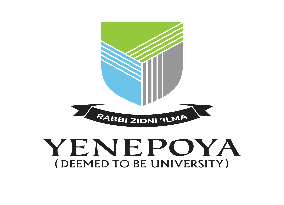 RABBI ZIDNI 'ILMA
YENEPOYA
(DEEMED TO BE UNIVERSITY)